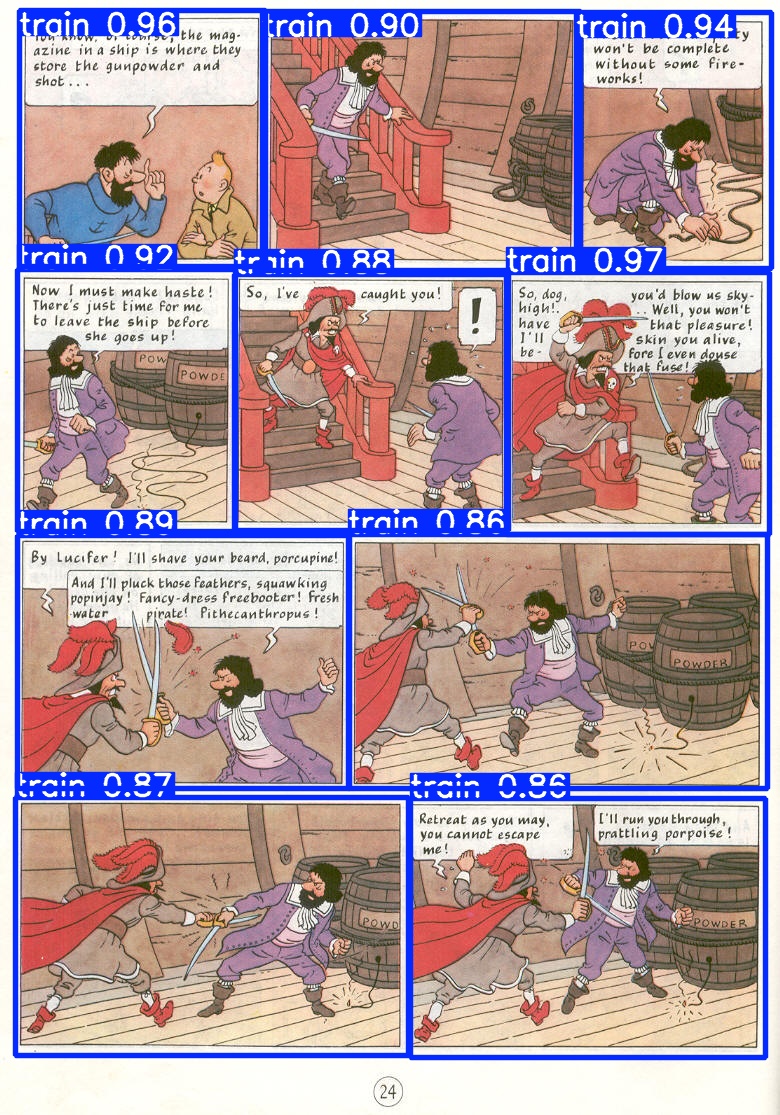 train 0.96
the mag-
azine in a ship is where they
store the gunpowder and
shot...
train 0.90
train 0.94
won't be complete
without some fire-
works!
train 0.92
Now I must make haste!
There's just time for me
to leave the ship before
she goes up!
POW
POWDE
train 0.88
So, I've caught you!
!
train 0.97
So, dog, you'd blow us sky-
high!... Well, you won't
have that pleasure!
I'll skin you alive,
be- fore I even douse
that fuse!
train 0.89
By Lucifer! I'll shave your beard, porcupine!
And I'll pluck those feathers, squawking
popinjay! Fancy-dress freebooter! Fresh
-water pirate! Pithecanthropus!
train 0.86
POV
POWDER
train 0.87
POWD
train 0.86
Retreat as you may,
you cannot escape
me!
I'll run you through,
prattling porpoise!
POWDER
24